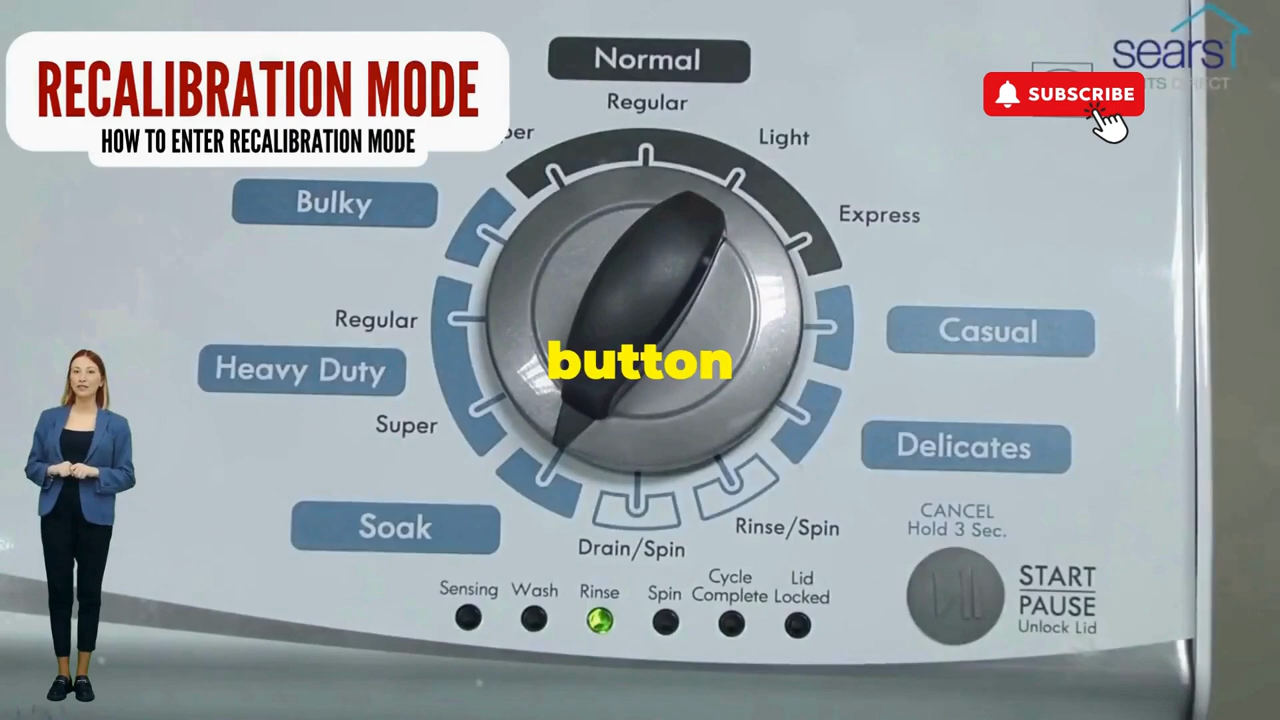 RECALIBRATION MODE
HOW TO ENTER RECALIBRATION MODE
sears
SUBSCRIBE
Normal
Regular
Light
Express
Bulky
Regular
Heavy Duty
Super
Soak
button
Casual
Delicates
Rinse/Spin
Drain/Spin
CANCEL
Hold 3 Sec.
START
PAUSE
Unlock Lid
Sensing
Wash
Rinse
Spin
Cycle
Complete
Lid
Locked